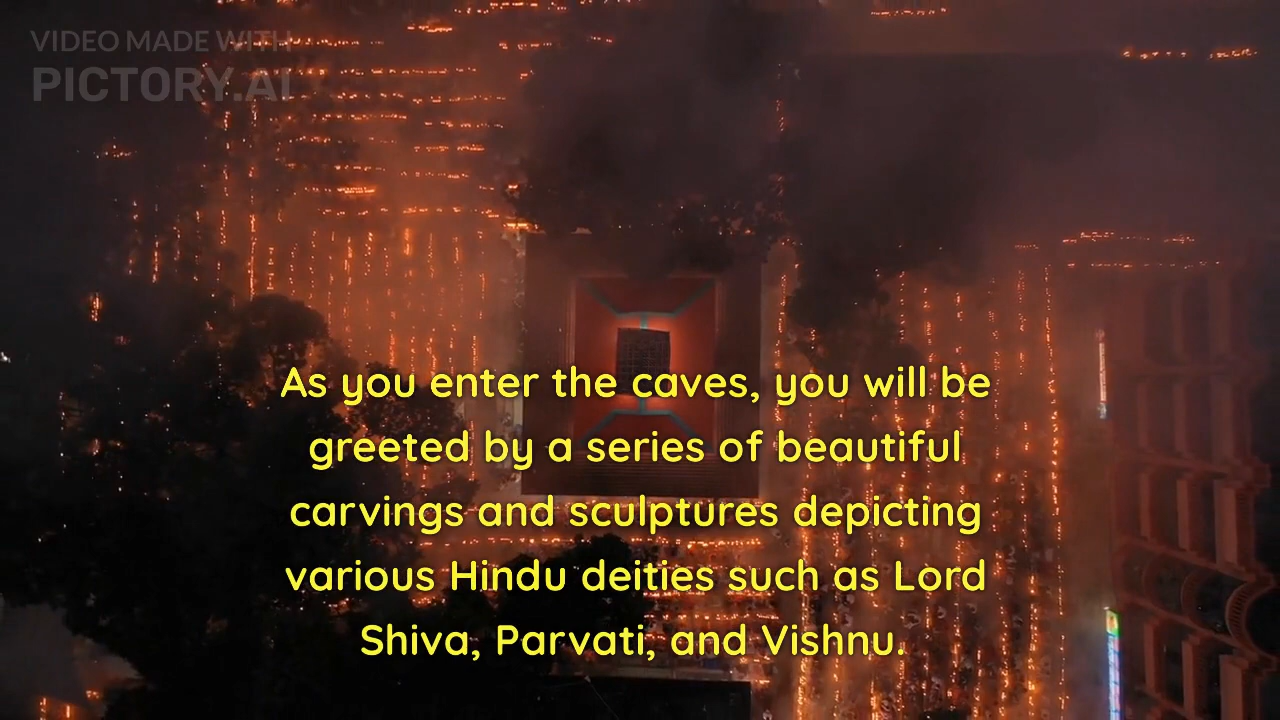 VIDEO MADE WITH
PICTORY.AI
As you enter the caves, you will be
greeted by a series of beautiful
carvings and sculptures depicting
various Hindu deities such as Lord
Shiva, Parvati, and Vishnu.